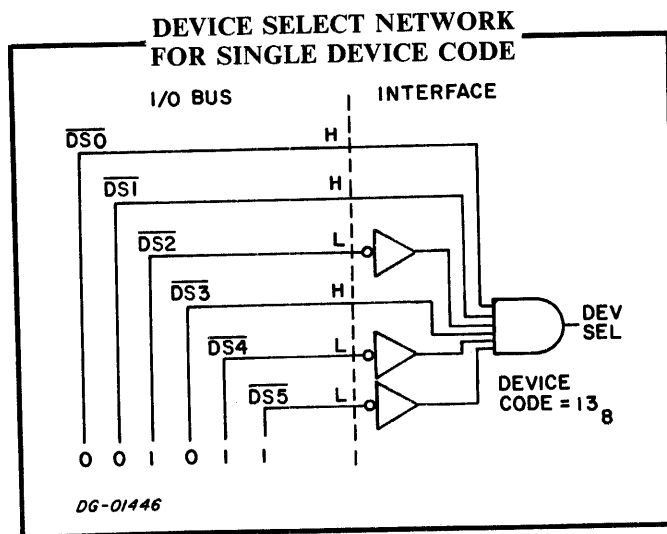 DEVICE SELECT NETWORK
FOR SINGLE DEVICE CODE
I/O BUS
INTERFACE
DS0
H
DS1
H
DS2
L
DS3
H
DS4
L
DS5
L
DEV
SEL
DEVICE
CODE = 13₈
0 0 1 0 1 1
DG-01446